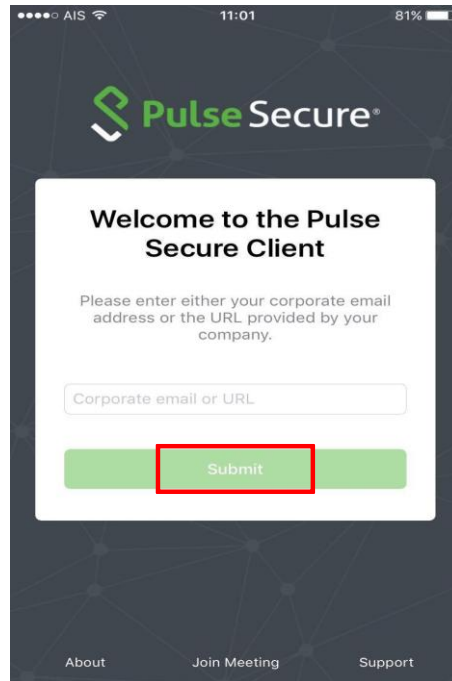 AIS 11:01 81%
Pulse Secure®
Welcome to the Pulse
Secure Client
Please enter either your corporate email
address or the URL provided by your
company.
Corporate email or URL
Submit
About Join Meeting Support